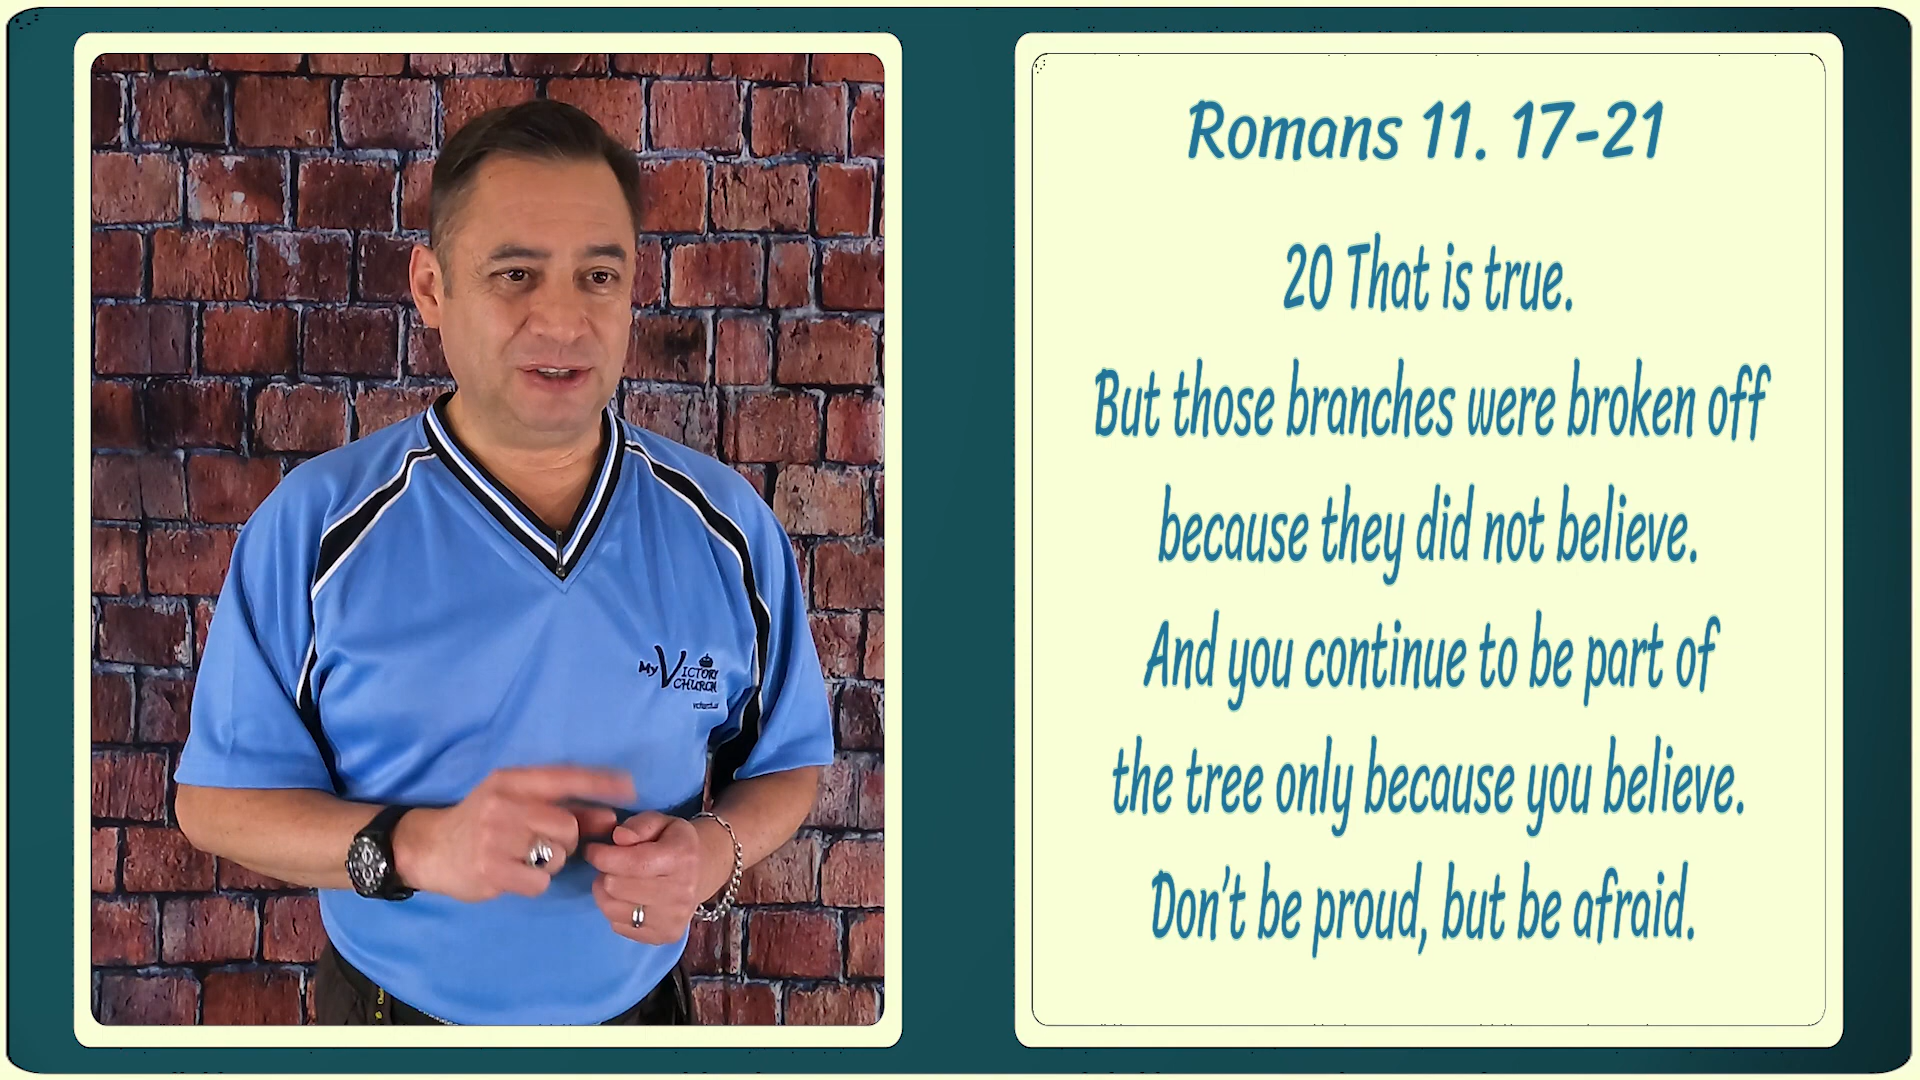 My VICTORY
CHURCH
Romans 11. 17-21
20 That is true.
But those branches were broken off
because they did not believe.
And you continue to be part of
the tree only because you believe.
Don't be proud, but be afraid.